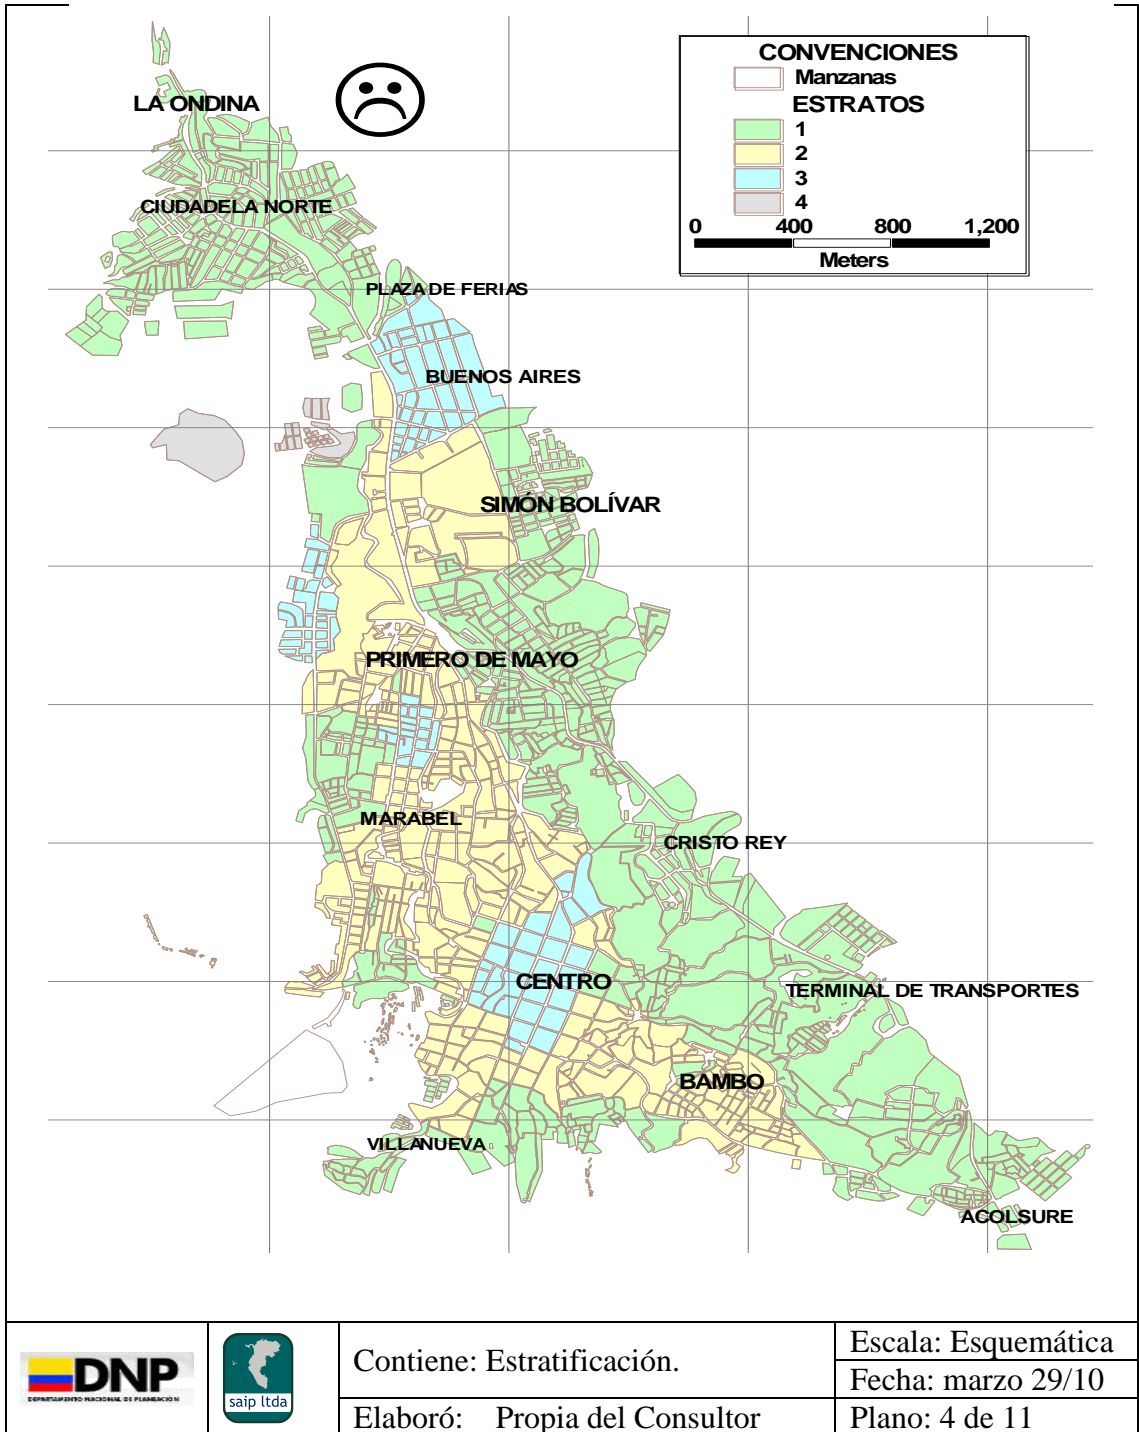 CONVENCIONES
Manzanas
ESTRATOS
1
2
3
4
0 400 800 1,200
Meters
LA ONDINA
CIUDADELA NORTE
PLAZA DE FERIAS
BUENOS AIRES
SIMÓN BOLÍVAR
PRIMERO DE MAYO
MARABEL
CRISTO REY
CENTRO
TERMINAL DE TRANSPORTES
BAMBO
VILLANUEVA
ACOLSURE
DNP
DEPARTAMENTO NACIONAL DE PLANEACIÓN
saip ltda
Contiene: Estratificación.
Elaboró: Propia del Consultor
Escala: Esquemática
Fecha: marzo 29/10
Plano: 4 de 11